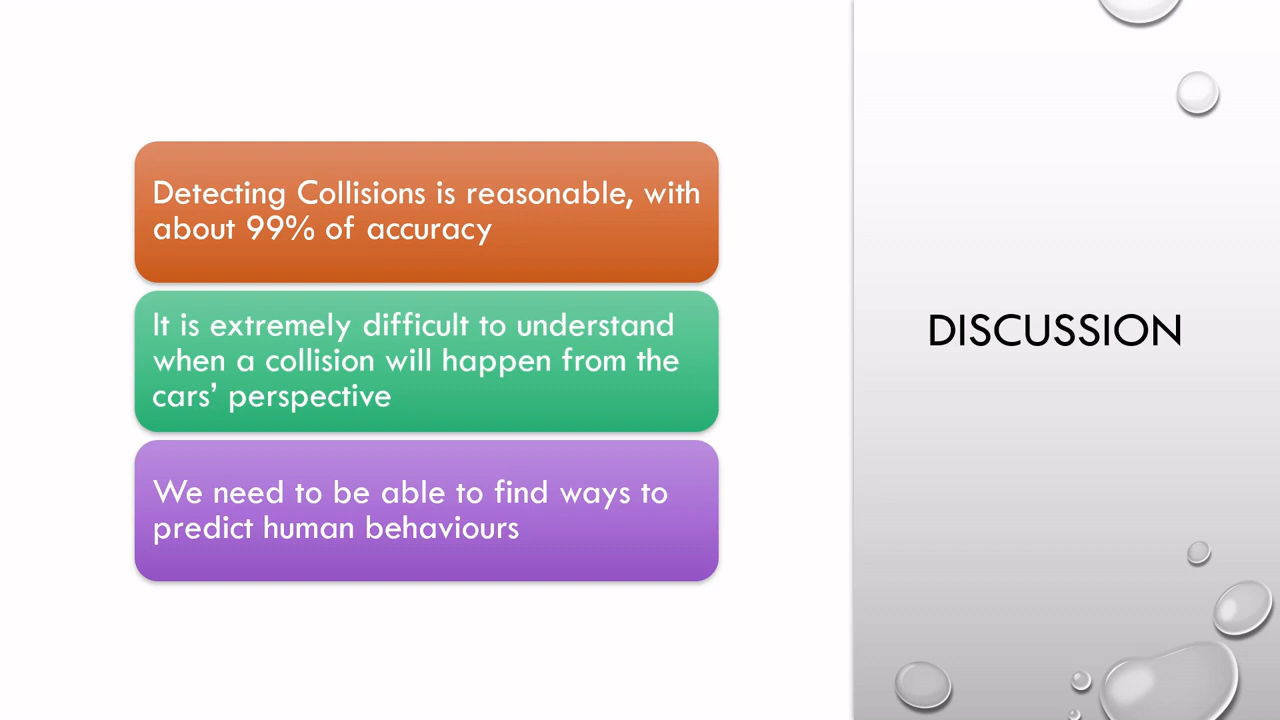 Detecting Collisions is reasonable, with
about 99% of accuracy
It is extremely difficult to understand
when a collision will happen from the
cars’ perspective
We need to be able to find ways to
predict human behaviours
DISCUSSION